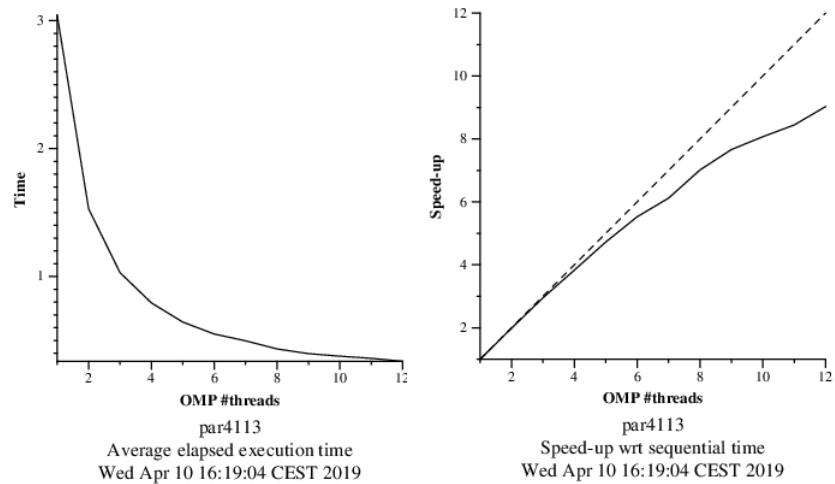 3
2
1
Time
2
4
6
8
10
12
OMP #threads
par4113
Average elapsed execution time
Wed Apr 10 16:19:04 CEST 2019
12
10
8
6
4
2
Speed-up
2
4
6
8
10
12
OMP #threads
par4113
Speed-up wrt sequential time
Wed Apr 10 16:19:04 CEST 2019